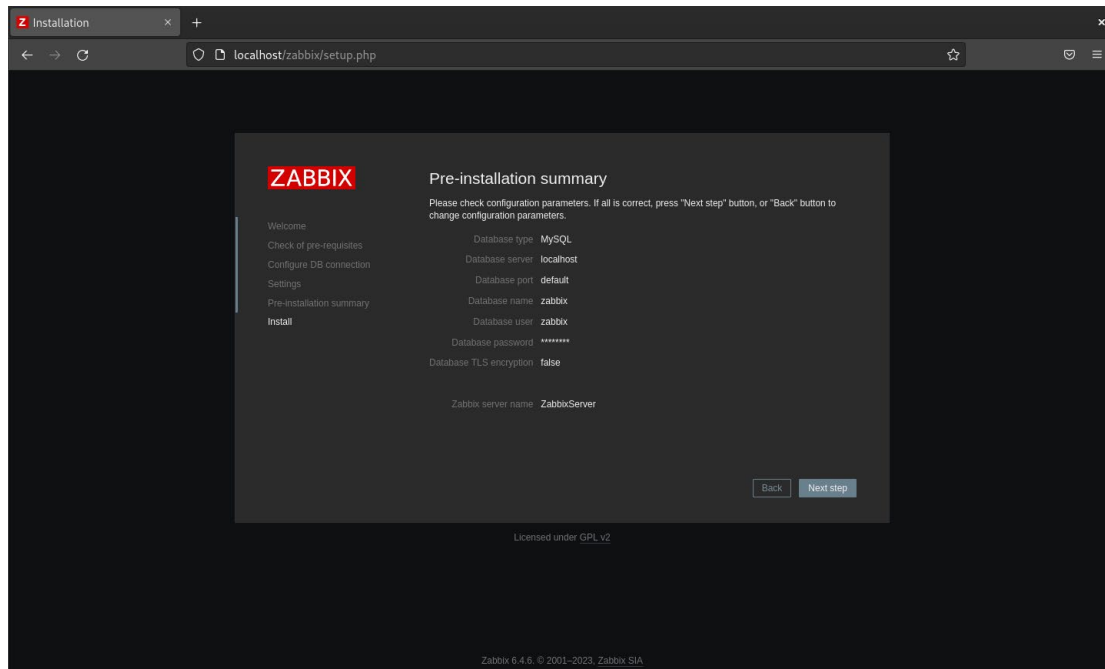 Z Installation
localhost/zabbix/setup.php
ZABBIX
Welcome
Check of pre-requisites
Configure DB connection
Settings
Pre-installation summary
Install
Pre-installation summary
Please check configuration parameters. If all is correct, press "Next step" button, or "Back" button to
change configuration parameters.
Database type MySQL
Database server localhost
Database port default
Database name zabbix
Database user zabbix
Database password ********
Database TLS encryption false
Zabbix server name ZabbixServer
Back Next step
Licensed under GPL v2
Zabbix 6.4.6. © 2001–2023, Zabbix SIA